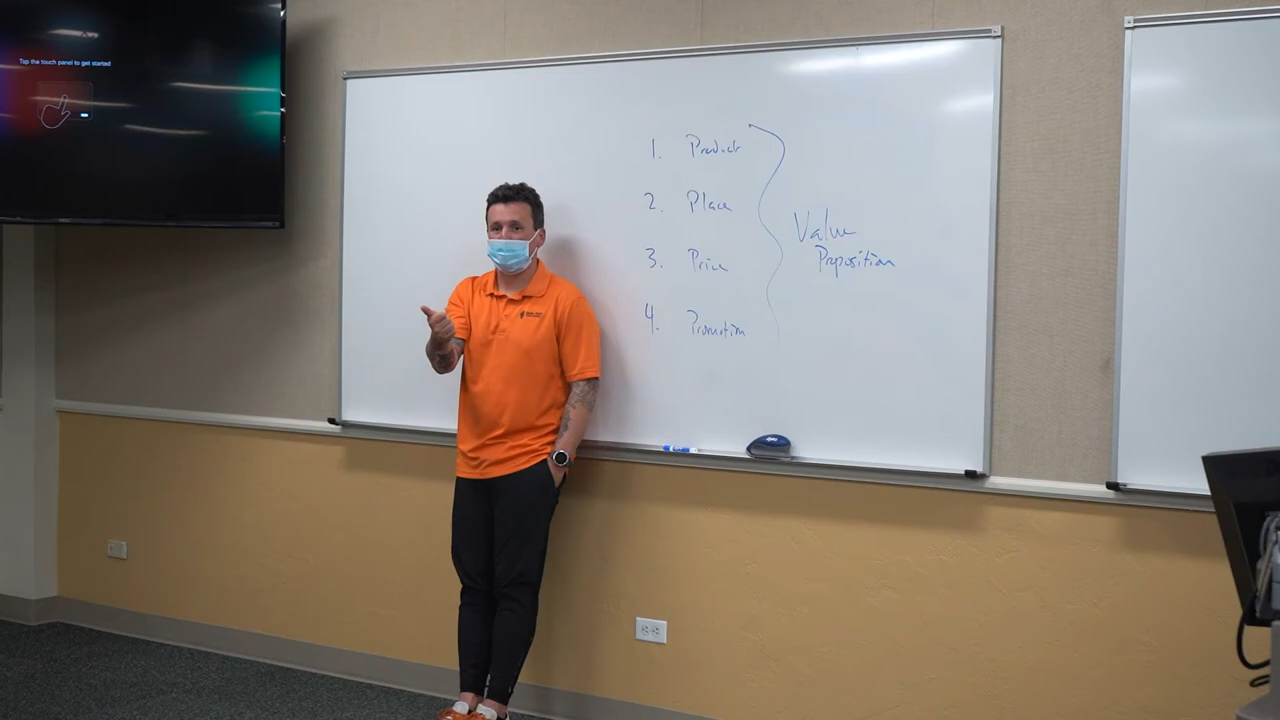 Tap the touch panel to get started
1. Product
2. Place
3. Price
4. Promotion
Value
Proposition